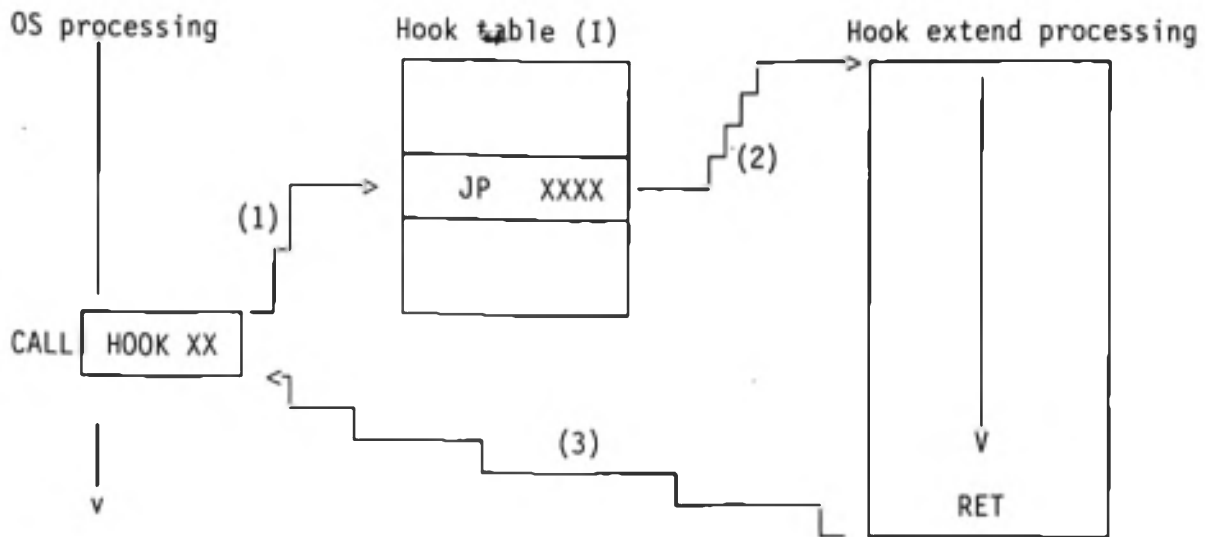 OS processing
Hook table (I)
Hook extend processing
JP XXXX
(2)
(1)
CALL HOOK XX
(3)
V
RET
v